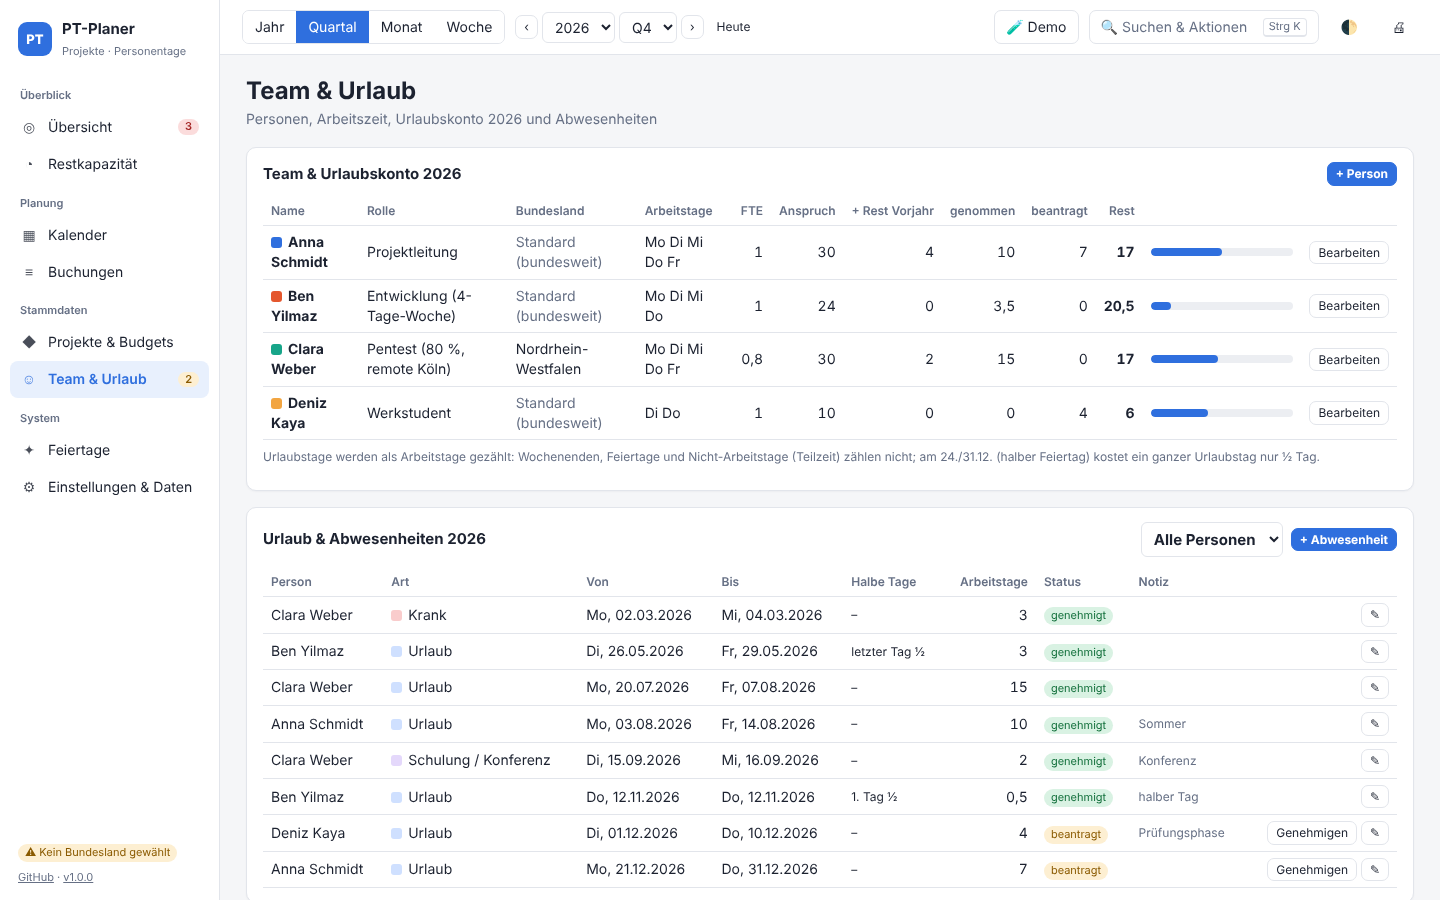 PT
PT-Planer
Projekte · Personentage
Jahr
Quartal
Monat
Woche
‹
2026
Q4
›
Heute
Demo
Suchen & Aktionen
Strg K
Überblick
Übersicht
3
Restkapazität
Planung
Kalender
Buchungen
Stammdaten
Projekte & Budgets
Team & Urlaub
2
System
Feiertage
Einstellungen & Daten
Kein Bundesland gewählt
GitHub · v1.0.0
Team & Urlaub
Personen, Arbeitszeit, Urlaubskonto 2026 und Abwesenheiten
Team & Urlaubskonto 2026
+ Person
Name Rolle Bundesland Arbeitstage FTE Anspruch + Rest Vorjahr genommen beantragt Rest
Anna Schmidt Projektleitung Standard (bundesweit) Mo Di Mi Do Fr 1 30 4 10 7 17 Bearbeiten
Ben Yilmaz Entwicklung (4-Tage-Woche) Standard (bundesweit) Mo Di Mi Do 1 24 0 3,5 0 20,5 Bearbeiten
Clara Weber Pentest (80 %, remote Köln) Nordrhein-Westfalen Mo Di Mi Do Fr 0,8 30 2 15 0 17 Bearbeiten
Deniz Kaya Werkstudent Standard (bundesweit) Di Do 1 10 0 0 4 6 Bearbeiten
Urlaubstage werden als Arbeitstage gezählt: Wochenenden, Feiertage und Nicht-Arbeitstage (Teilzeit) zählen nicht; am 24./31.12. (halber Feiertag) kostet ein ganzer Urlaubstag nur ½ Tag.
Urlaub & Abwesenheiten 2026
Alle Personen
+ Abwesenheit
Person Art Von Bis Halbe Tage Arbeitstage Status Notiz
Clara Weber Krank Mo, 02.03.2026 Mi, 04.03.2026 – 3 genehmigt
Ben Yilmaz Urlaub Di, 26.05.2026 Fr, 29.05.2026 letzter Tag ½ 3 genehmigt
Clara Weber Urlaub Mo, 20.07.2026 Fr, 07.08.2026 – 15 genehmigt
Anna Schmidt Urlaub Mo, 03.08.2026 Fr, 14.08.2026 – 10 genehmigt Sommer
Clara Weber Schulung / Konferenz Di, 15.09.2026 Mi, 16.09.2026 – 2 genehmigt Konferenz
Ben Yilmaz Urlaub Do, 12.11.2026 Do, 12.11.2026 1. Tag ½ 0,5 genehmigt halber Tag
Deniz Kaya Urlaub Di, 01.12.2026 Do, 10.12.2026 – 4 beantragt Prüfungsphase Genehmigen
Anna Schmidt Urlaub Mo, 21.12.2026 Do, 31.12.2026 – 7 beantragt Genehmigen